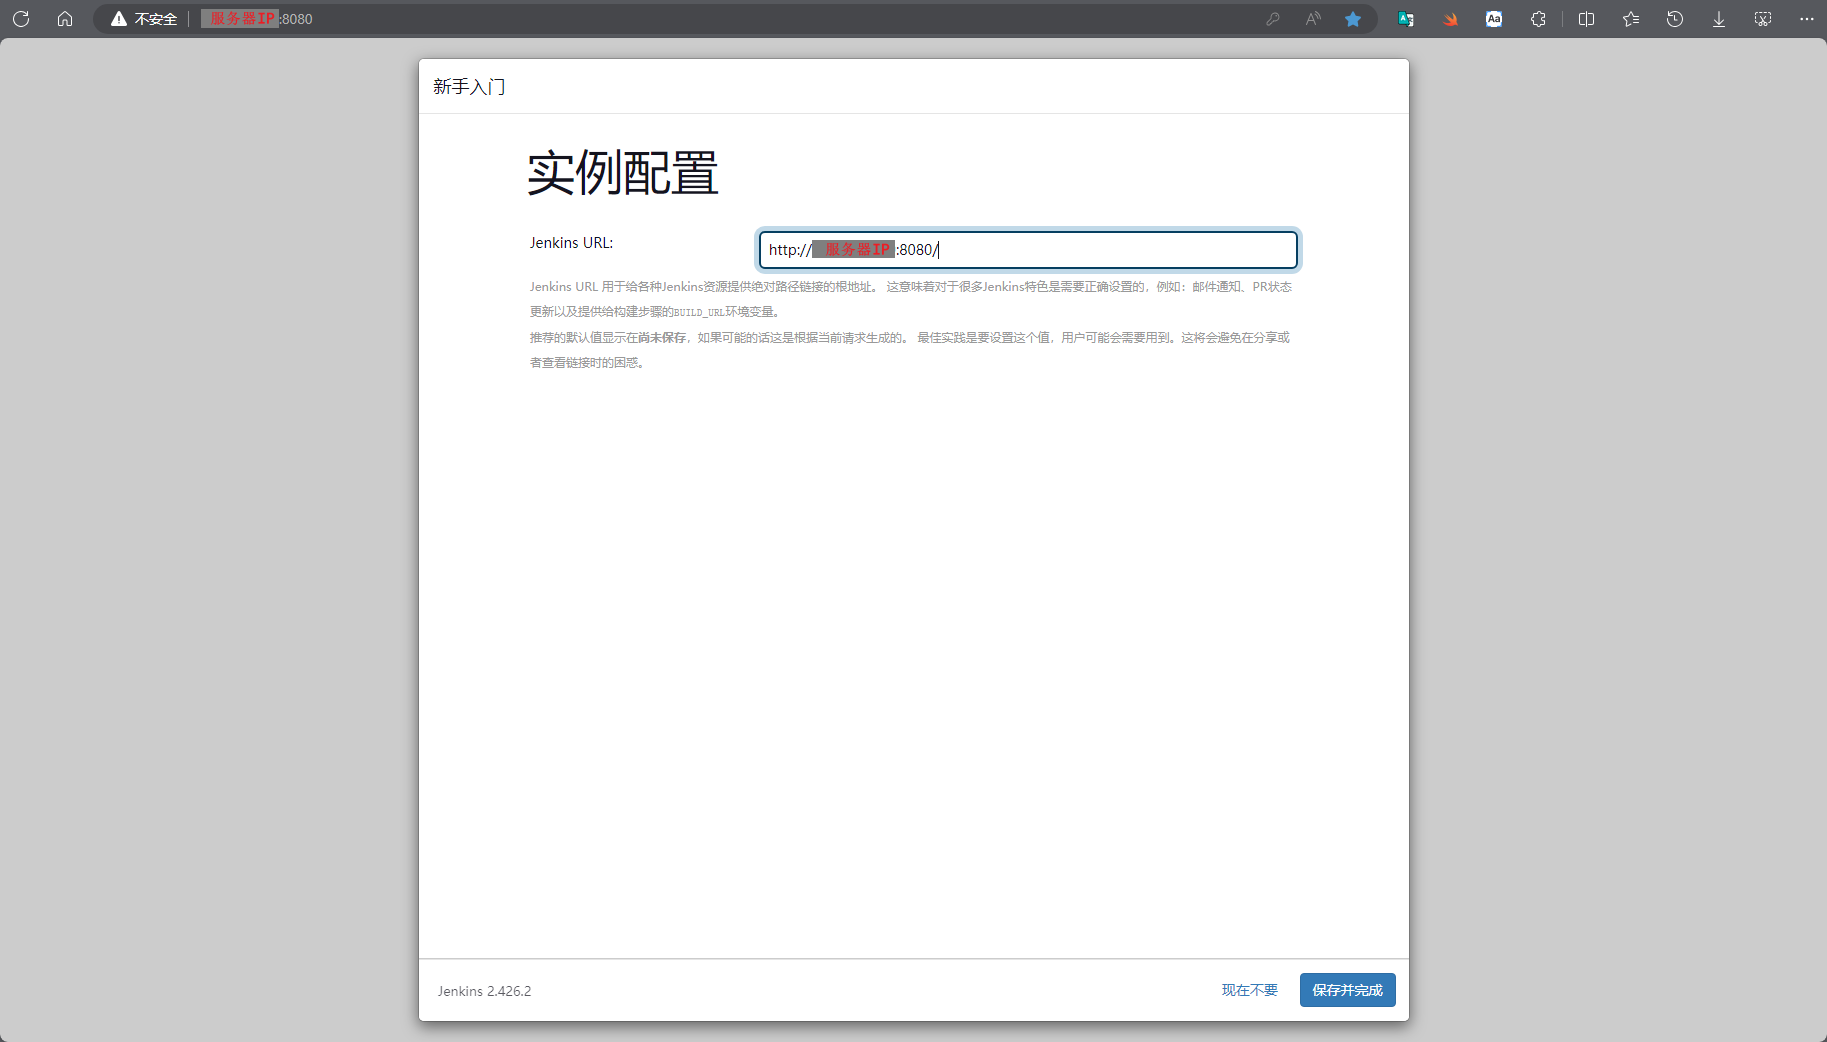 不安全 服务器IP:8080
新手入门
实例配置
Jenkins URL:
http://服务器IP:8080/
Jenkins URL 用于给各种Jenkins资源提供绝对路径链接的根地址。 这意味着对于很多Jenkins特色是需要正确设置的，例如：邮件通知、PR状态
更新以及提供给构建步骤的BUILD_URL环境变量。
推荐的默认值显示在尚未保存，如果可能的话这是根据当前请求生成的。 最佳实践是要设置这个值，用户可能会需要用到。这将会避免在分享或
者查看链接时的困惑。
Jenkins 2.426.2
现在不要
保存并完成